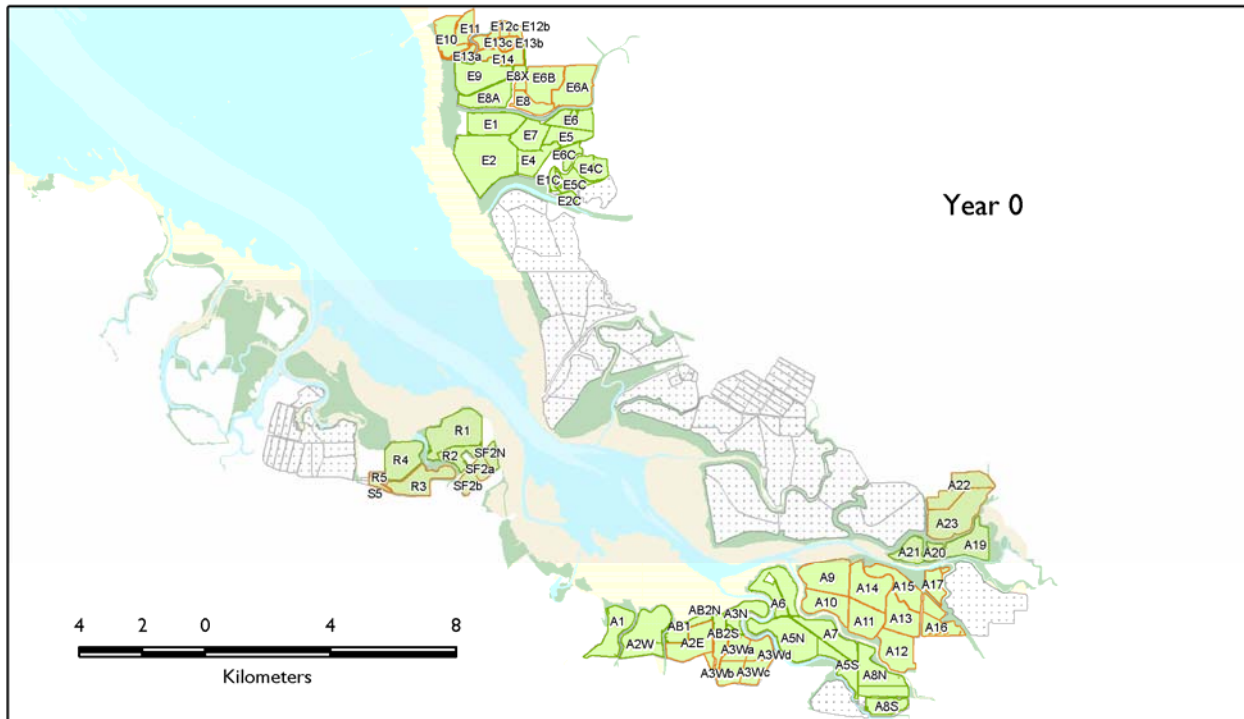 E11
E12c E12b
E10
E13c E13b
E13a
E14
E9
E8X
E6B
E6A
E8A
E8
E1
E6
E7
E5
E2
E4
E6C
E4C
E1C
E5C
E2C
Year 0
R1
R4
R2
SF2N
SF2a
R5
R3
SF2b
S5
A22
A23
A19
A21
A20
A9
A14
A15
A17
A6
A10
A1
AB2N
A3N
A11
A13
A16
AB1
AB2S
A5N
A7
A2W
A2E
A3Wa
A3Wd
A12
A5S
A3Wb
A3Wc
A8N
A8S
4 2 0 4 8
Kilometers